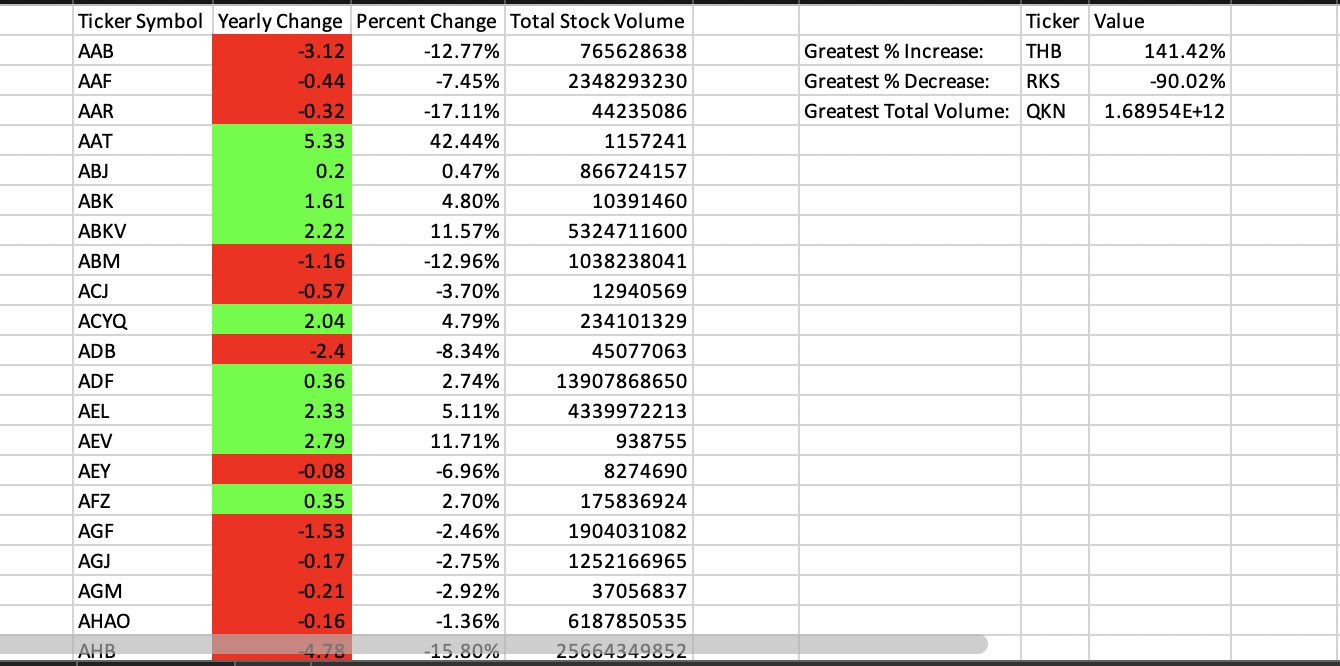 Ticker Symbol Yearly Change Percent Change Total Stock Volume Ticker Value
AAB -3.12 -12.77% 765628638 Greatest % Increase: THB 141.42%
AAF -0.44 -7.45% 2348293230 Greatest % Decrease: RKS -90.02%
AAR -0.32 -17.11% 44235086 Greatest Total Volume: QKN 1.68954E+12
AAT 5.33 42.44% 1157241
ABJ 0.2 0.47% 866724157
ABK 1.61 4.80% 10391460
ABKV 2.22 11.57% 5324711600
ABM -1.16 -12.96% 1038238041
ACJ -0.57 -3.70% 12940569
ACYQ 2.04 4.79% 234101329
ADB -2.4 -8.34% 45077063
ADF 0.36 2.74% 13907868650
AEL 2.33 5.11% 4339972213
AEV 2.79 11.71% 938755
AEY -0.08 -6.96% 8274690
AFZ 0.35 2.70% 175836924
AGF -1.53 -2.46% 1904031082
AGJ -0.17 -2.75% 1252166965
AGM -0.21 -2.92% 37056837
AHAO -0.16 -1.36% 6187850535
AHB -4.78 -15.80% 25664349852